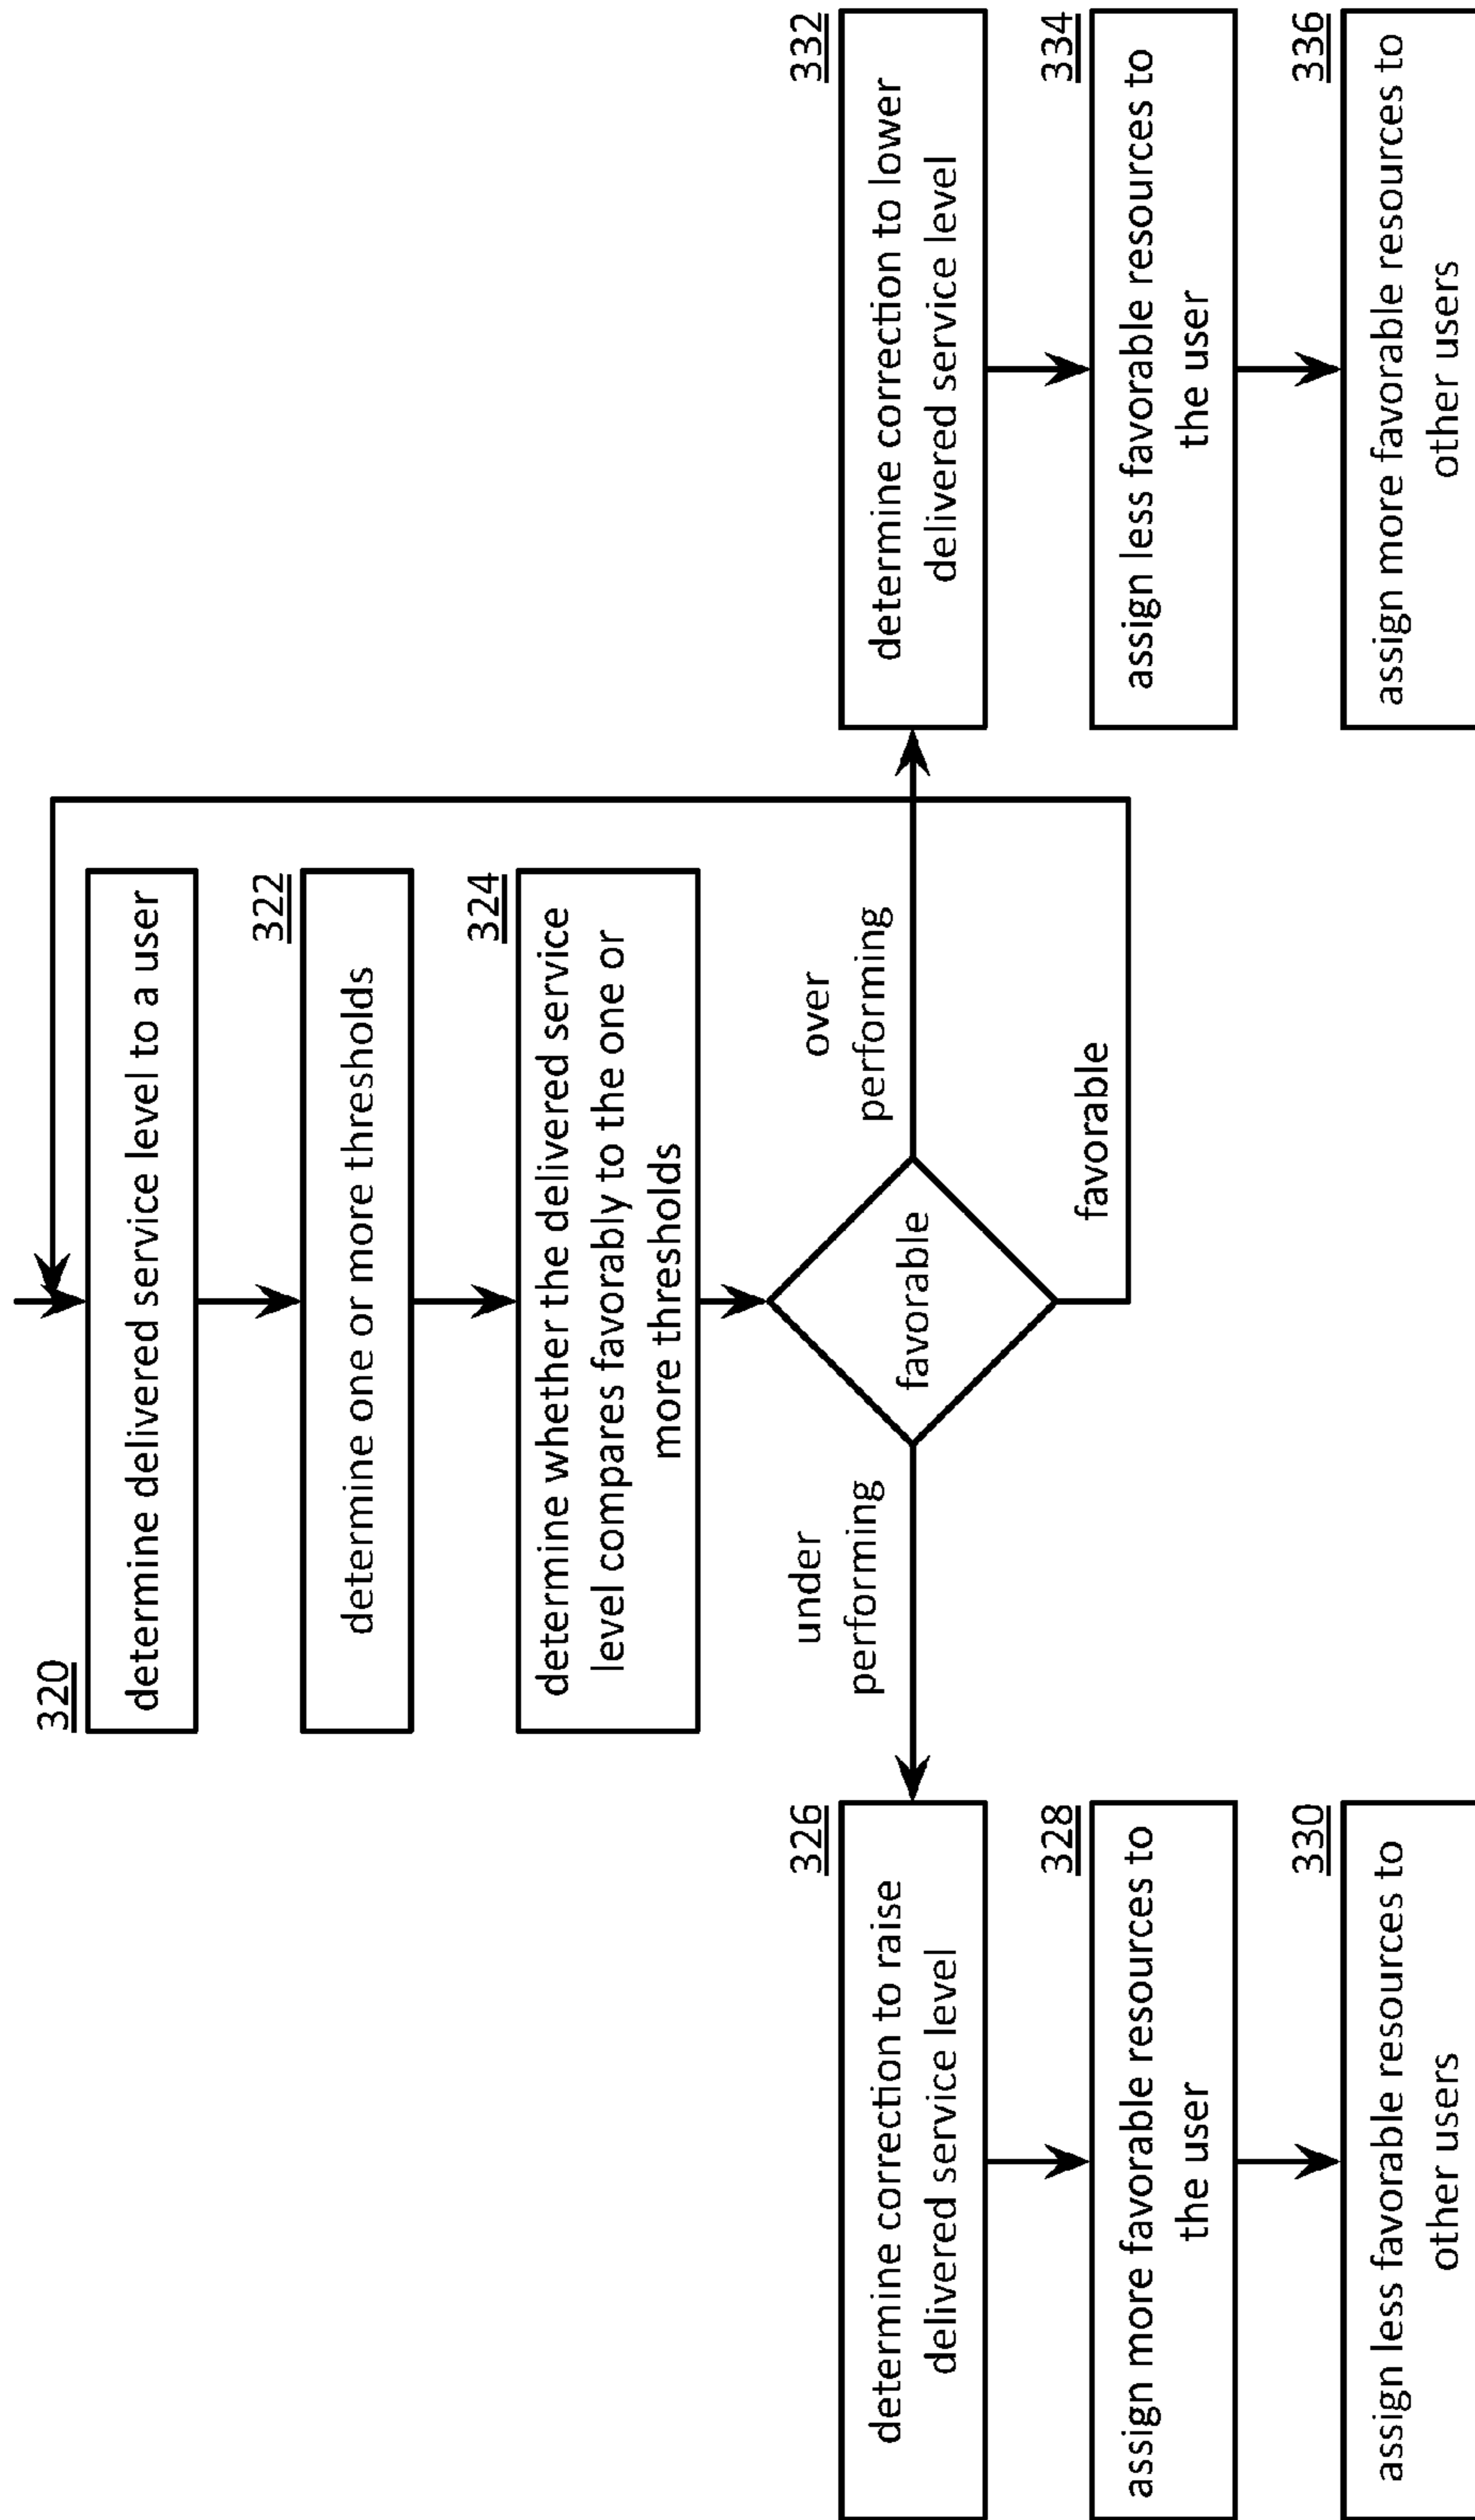 320
determine delivered service level to a user
322
determine one or more thresholds
324
determine whether the delivered service
level compares favorably to the one or
more thresholds
under
performing
favorable
over
performing
favorable
326
determine correction to raise
delivered service level
328
assign more favorable resources to
the user
330
assign less favorable resources to
other users
332
determine correction to lower
delivered service level
334
assign less favorable resources to
the user
336
assign more favorable resources to
other users